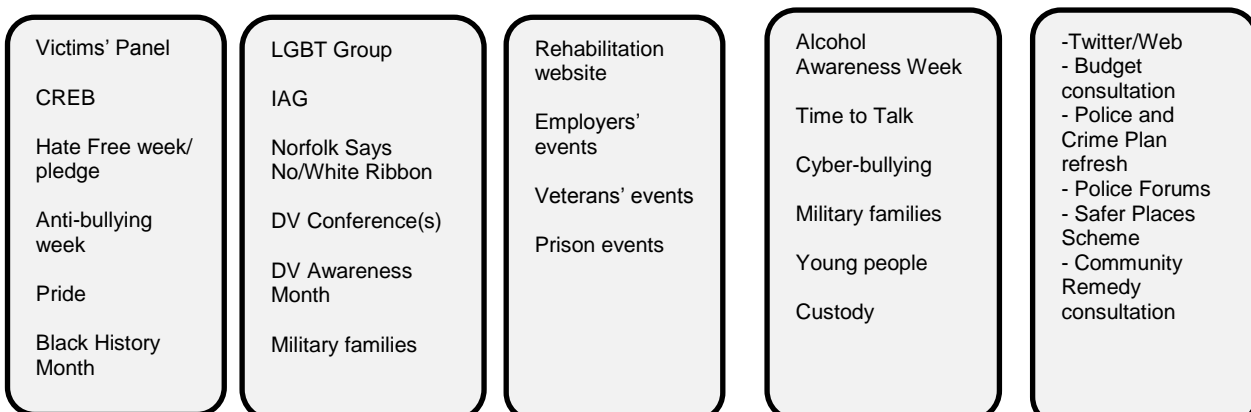 Victims’ Panel
CREB
Hate Free week/
pledge
Anti-bullying
week
Pride
Black History
Month
LGBT Group
IAG
Norfolk Says
No/White Ribbon
DV Conference(s)
DV Awareness
Month
Military families
Rehabilitation
website
Employers’
events
Veterans’ events
Prison events
Alcohol
Awareness Week
Time to Talk
Cyber-bullying
Military families
Young people
Custody
-Twitter/Web
- Budget
consultation
- Police and
Crime Plan
refresh
- Police Forums
- Safer Places
Scheme
- Community
Remedy
consultation